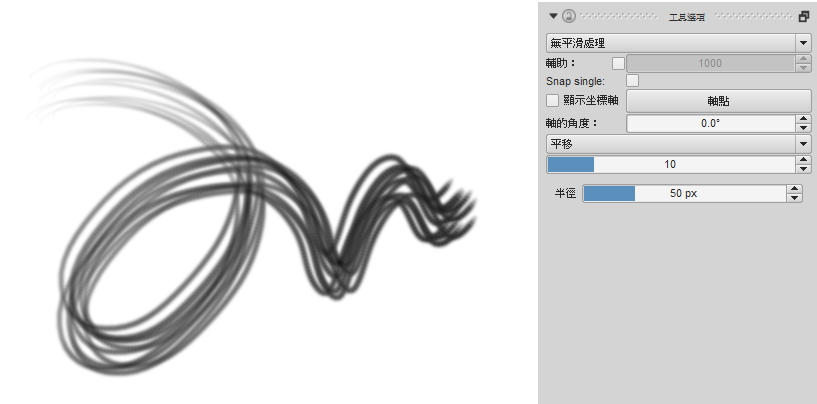 工具選項
無平滑處理
輔助：
1000
Snap single:
顯示坐標軸
軸點
軸的角度：
0.0°
平移
10
半徑
50 px